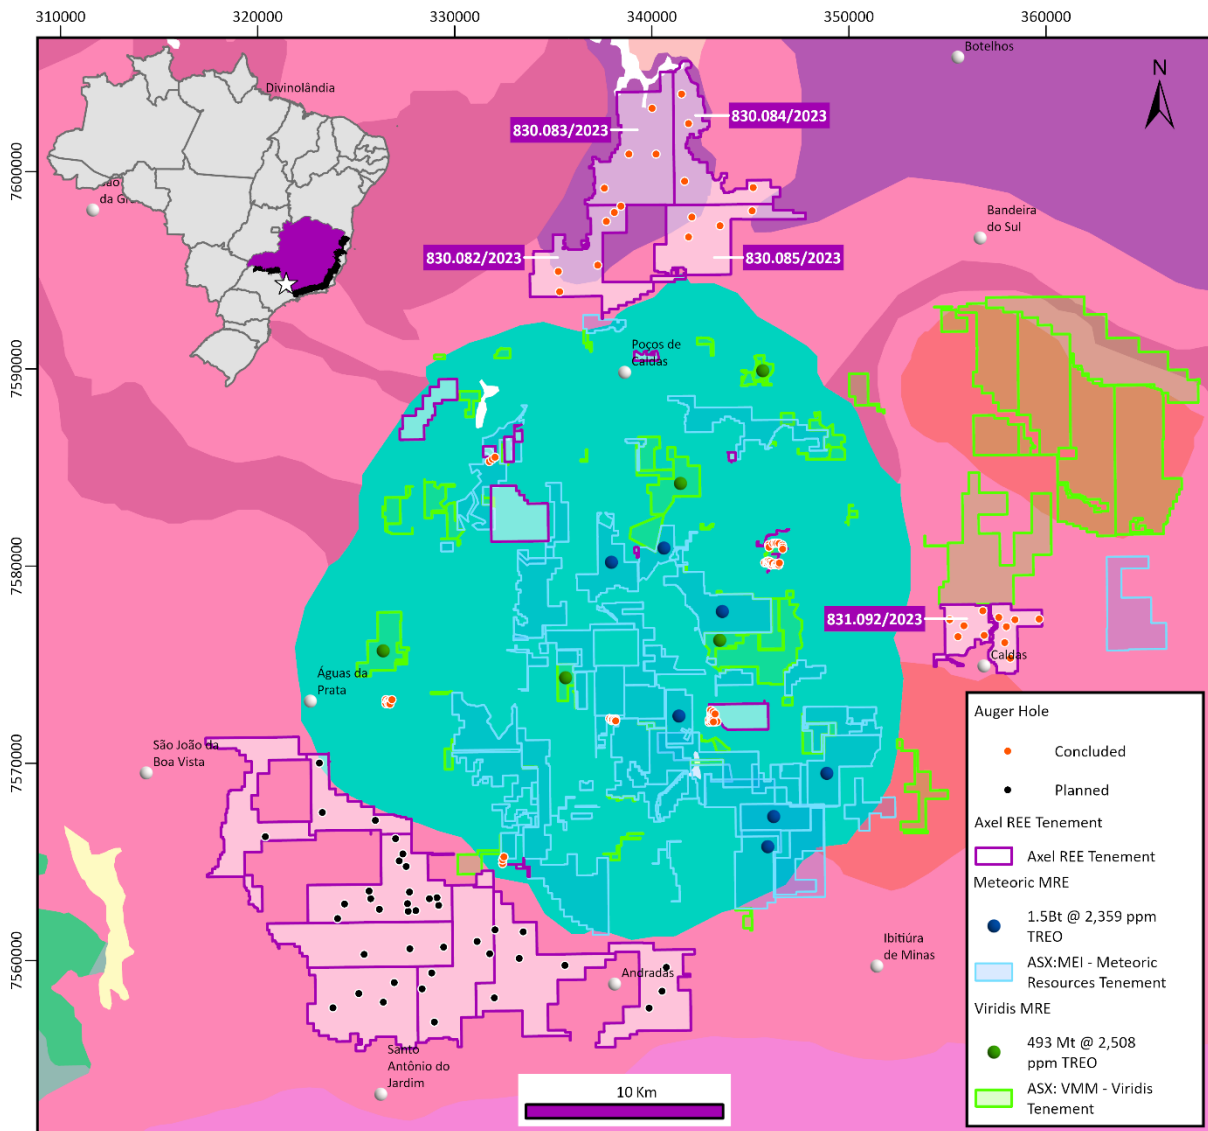 310000
320000
330000
340000
350000
360000
7600000
7590000
7580000
7570000
7560000
Divinolândia
da Gr
Botelhos
N
830.083/2023
830.084/2023
830.082/2023
830.085/2023
Bandeira
do Sul
Poços de
Caldas
831.092/2023
Caldas
Águas da
Prata
São João da
Boa Vista
Andradas
Ibitiúra
de Minas
Santo
Antônio do
Jardim
10 Km
Auger Hole
Concluded
Planned
Axel REE Tenement
Axel REE Tenement
Meteoric MRE
1.5Bt @ 2,359 ppm
TREO
ASX:MEI - Meteoric
Resources Tenement
Viridis MRE
493 Mt @ 2,508
ppm TREO
ASX: VMM - Viridis
Tenement